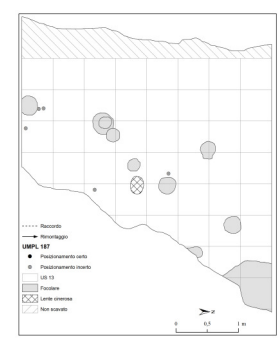 Raccordo
Rimontaggio
UMPL 187
Posizionamento certo
Posizionamento incerto
US 13
Focolare
Lente cinerosa
Non scavato
N
0 0,5 1 m